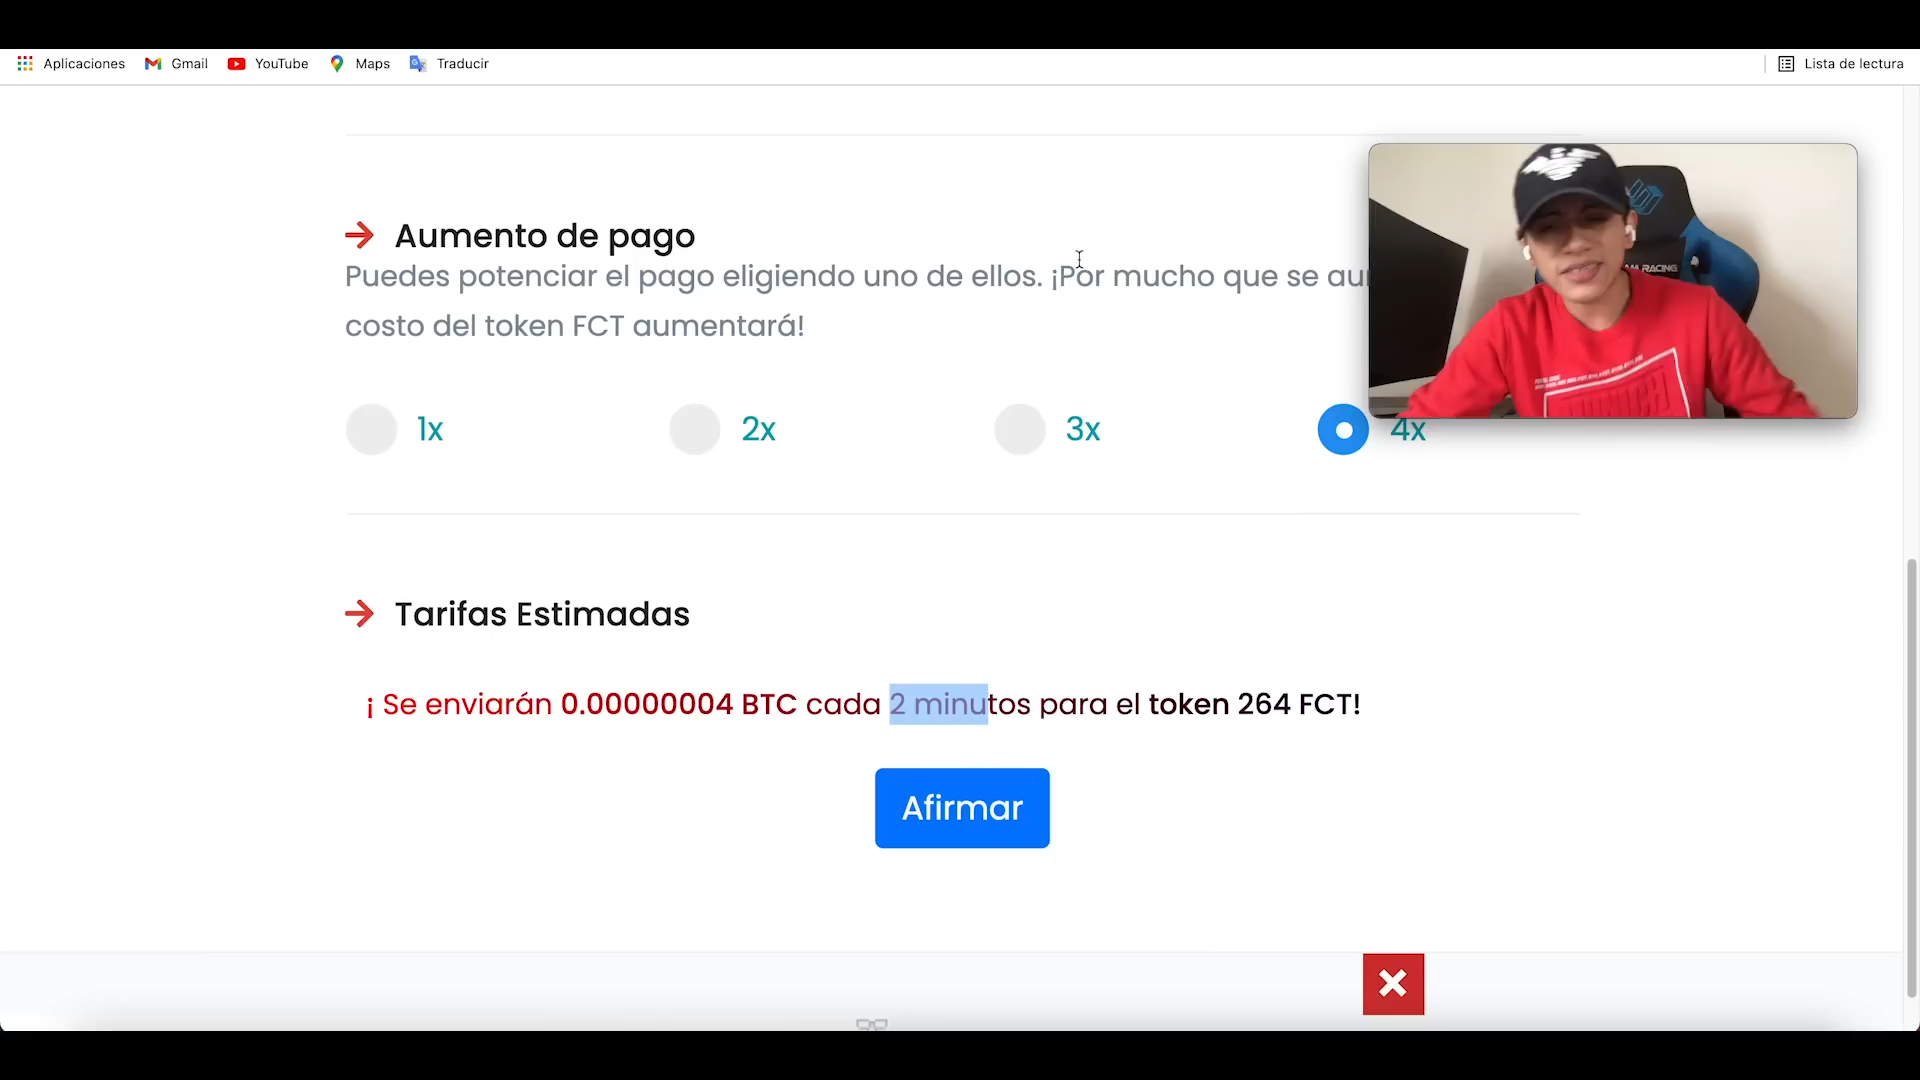 Aplicaciones Gmail YouTube Maps Traducir Lista de lectura
Aumento de pago
Puedes potenciar el pago eligiendo uno de ellos. ¡Por mucho que se au
costo del token FCT aumentará!
1x 2x 3x 4x
Tarifas Estimadas
¡ Se enviarán 0.00000004 BTC cada 2 minutos para el token 264 FCT!
Afirmar